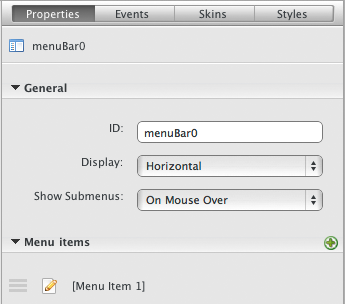 Properties Events Skins Styles
menuBar0
General
ID: menuBar0
Display: Horizontal
Show Submenus: On Mouse Over
Menu items
[Menu Item 1]